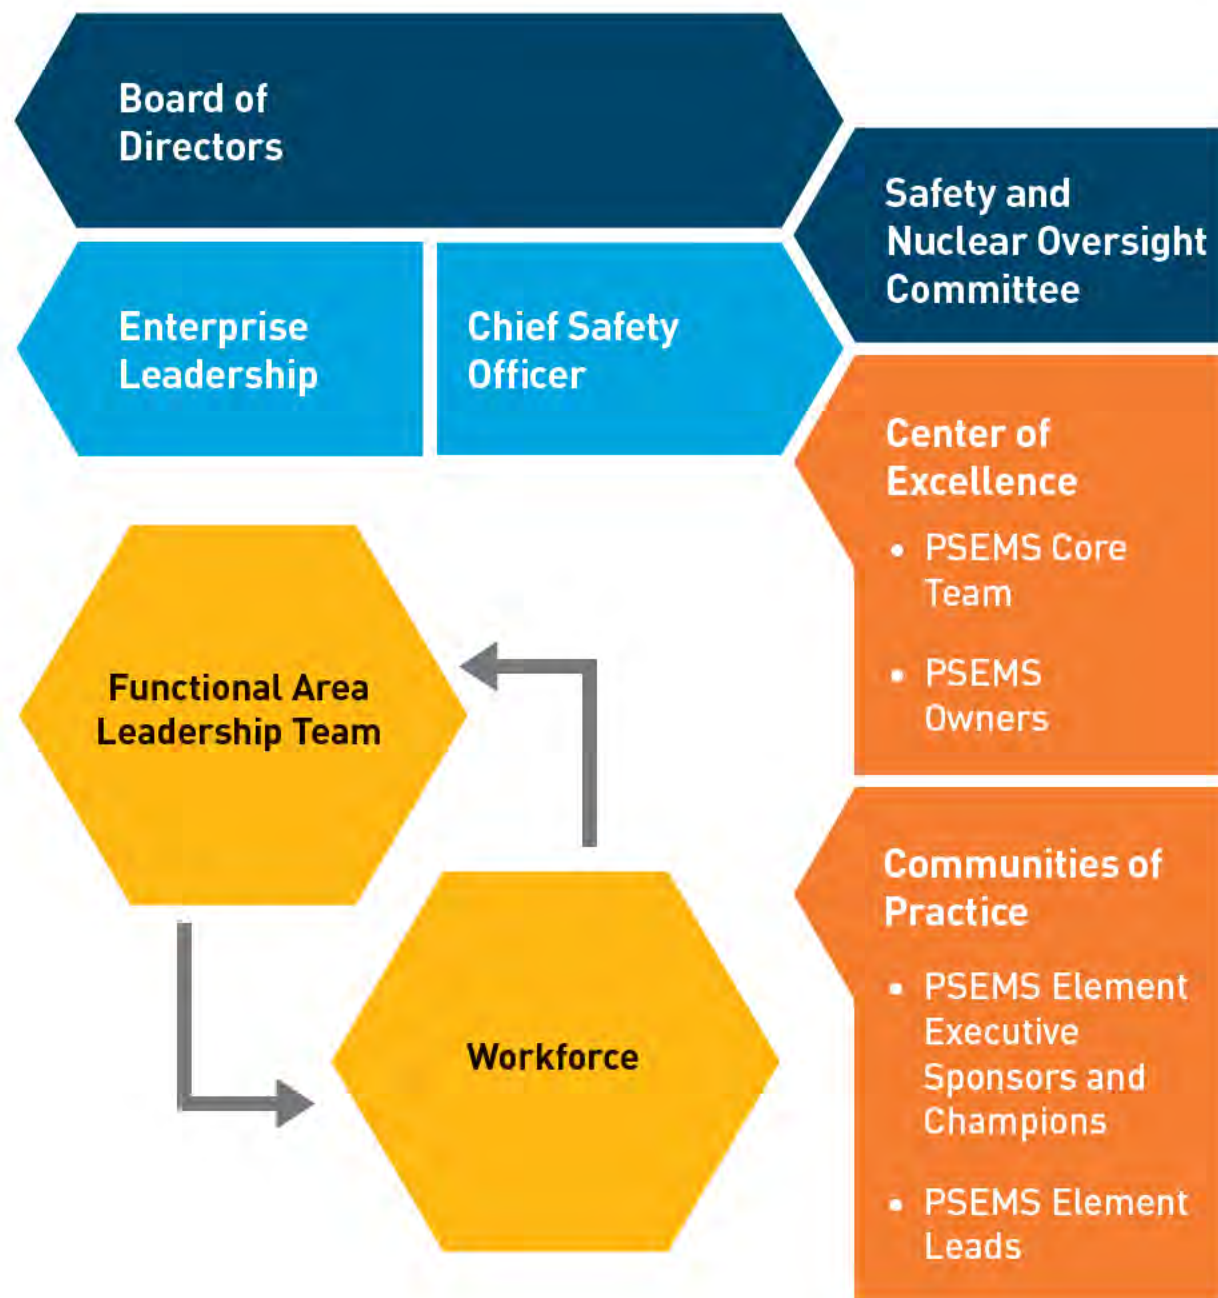 Board of
Directors
Safety and
Nuclear Oversight
Committee
Enterprise
Leadership
Chief Safety
Officer
Center of
Excellence
• PSEMS Core
Team
• PSEMS
Owners
Functional Area
Leadership Team
Workforce
Communities of
Practice
• PSEMS Element
Executive
Sponsors and
Champions
• PSEMS Element
Leads